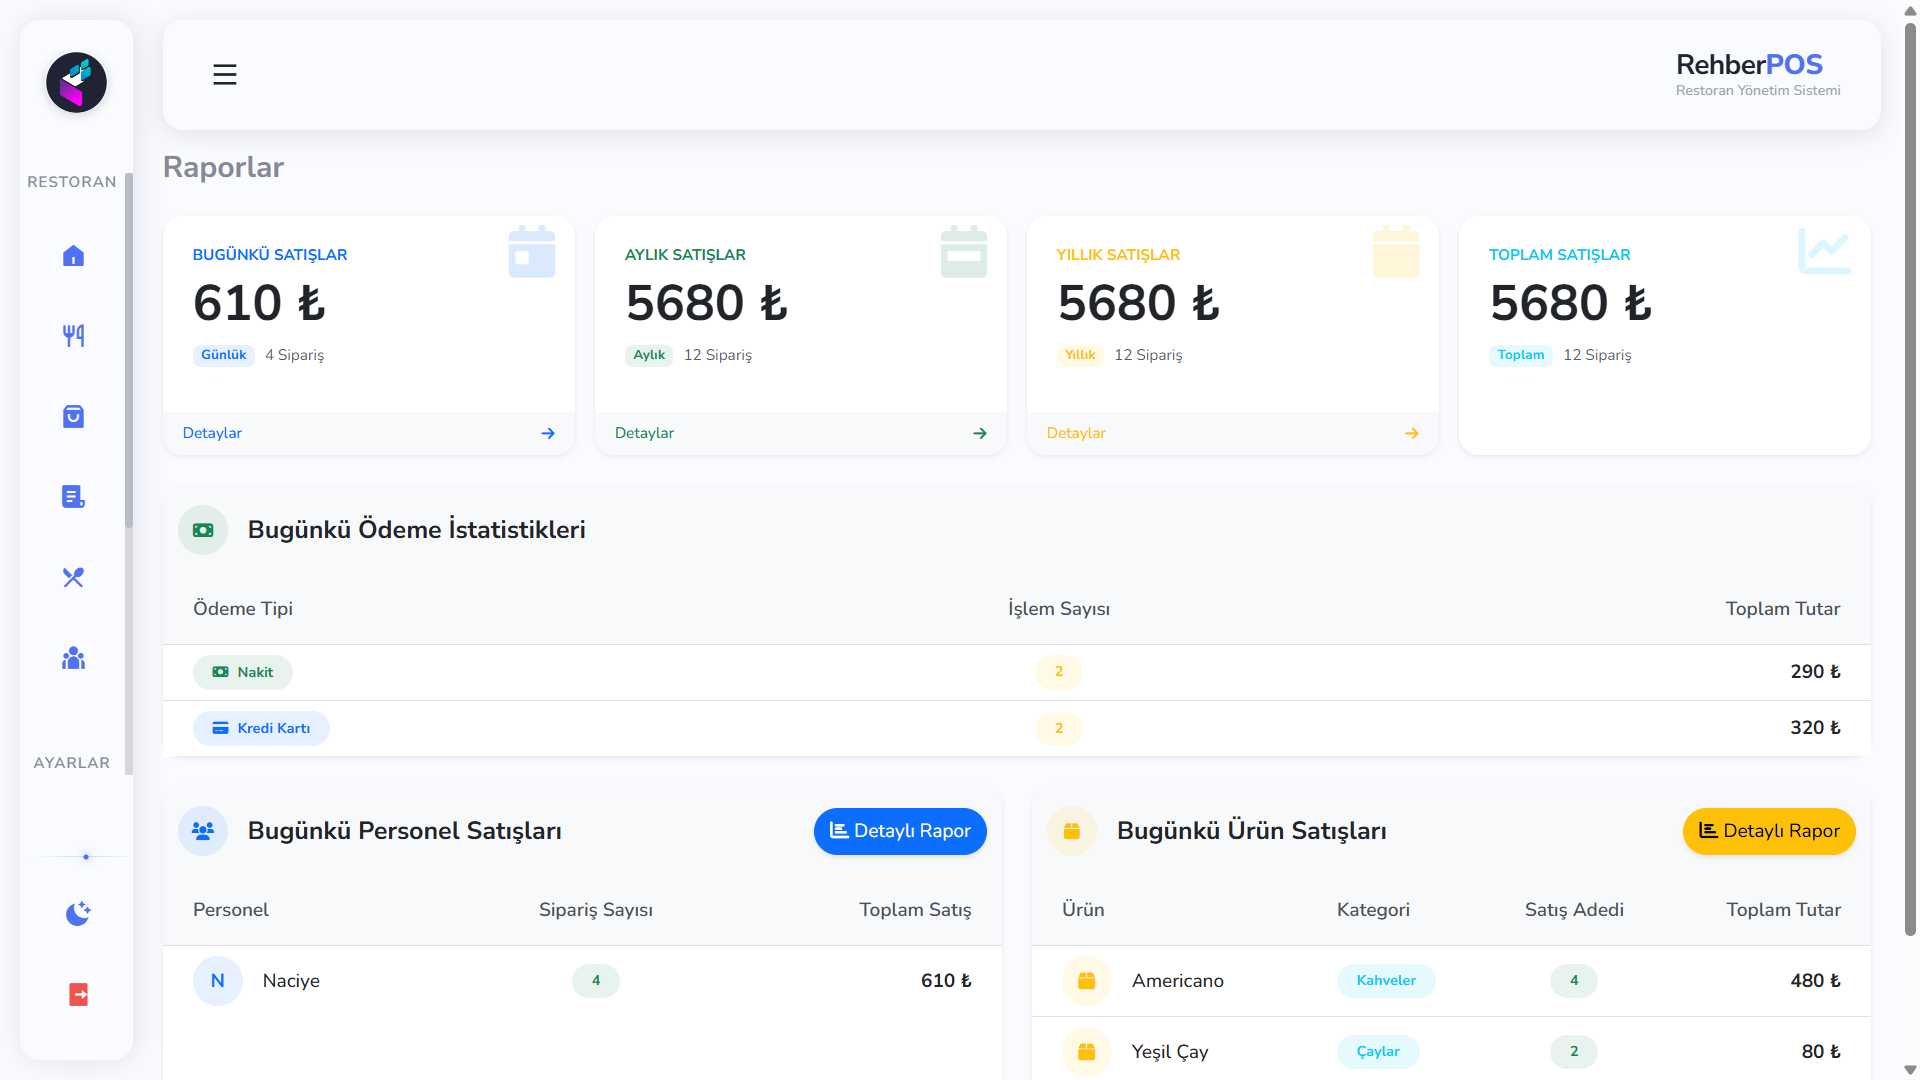 RehberPOS
Restoran Yönetim Sistemi
RESTORAN
AYARLAR
Raporlar
BUGÜNKÜ SATIŞLAR
610 ₺
Günlük 4 Sipariş
Detaylar
AYLIK SATIŞLAR
5680 ₺
Aylık 12 Sipariş
Detaylar
YILLIK SATIŞLAR
5680 ₺
Yıllık 12 Sipariş
Detaylar
TOPLAM SATIŞLAR
5680 ₺
Toplam 12 Sipariş
Bugünkü Ödeme İstatistikleri
Ödeme Tipi İşlem Sayısı Toplam Tutar
Nakit 2 290 ₺
Kredi Kartı 2 320 ₺
Bugünkü Personel Satışları Detaylı Rapor
Personel Sipariş Sayısı Toplam Satış
N Naciye 4 610 ₺
Bugünkü Ürün Satışları Detaylı Rapor
Ürün Kategori Satış Adedi Toplam Tutar
Americano Kahveler 4 480 ₺
Yeşil Çay Çaylar 2 80 ₺